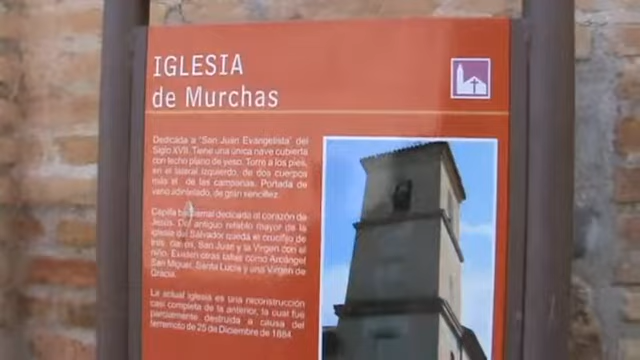 IGLESIA
de Murchas
Dedicada a "San Juan Evangelista" del
Siglo XVII. Tiene una única nave cubierta
con techo plano de yeso. Torre a los pies,
en el lateral izquierdo, de dos cuerpos
más el de las campanas. Portada de
vano adintelado, de gran sencillez.
Capilla bautismal dedicada al corazón de
Jesús. Del antiguo retablo mayor de la
iglesia del Salvador queda el crucifijo de
San Juan y la Virgen con el
niño. Existen otras tallas como Arcángel
San Miguel, Santa Lucía y una Virgen de
Gracia.
La actual iglesia es una reconstrucción
casi completa de la anterior, la cual fue
parcialmente destruida a causa del
terremoto de 25 de Diciembre de 1884.